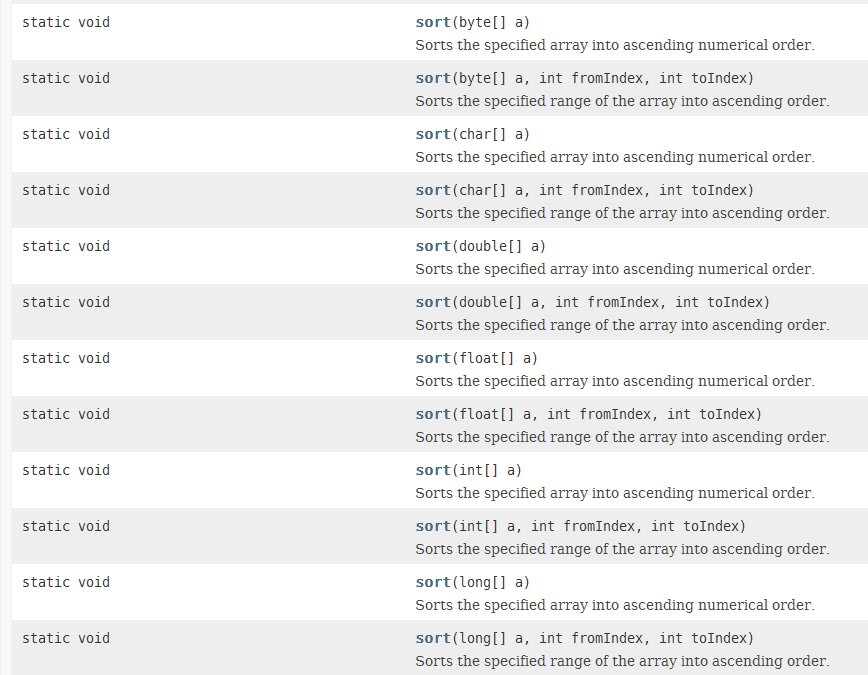 static void sort(byte[] a)
Sorts the specified array into ascending numerical order.
static void sort(byte[] a, int fromIndex, int toIndex)
Sorts the specified range of the array into ascending order.
static void sort(char[] a)
Sorts the specified array into ascending numerical order.
static void sort(char[] a, int fromIndex, int toIndex)
Sorts the specified range of the array into ascending order.
static void sort(double[] a)
Sorts the specified array into ascending numerical order.
static void sort(double[] a, int fromIndex, int toIndex)
Sorts the specified range of the array into ascending order.
static void sort(float[] a)
Sorts the specified array into ascending numerical order.
static void sort(float[] a, int fromIndex, int toIndex)
Sorts the specified range of the array into ascending order.
static void sort(int[] a)
Sorts the specified array into ascending numerical order.
static void sort(int[] a, int fromIndex, int toIndex)
Sorts the specified range of the array into ascending order.
static void sort(long[] a)
Sorts the specified array into ascending numerical order.
static void sort(long[] a, int fromIndex, int toIndex)
Sorts the specified range of the array into ascending order.